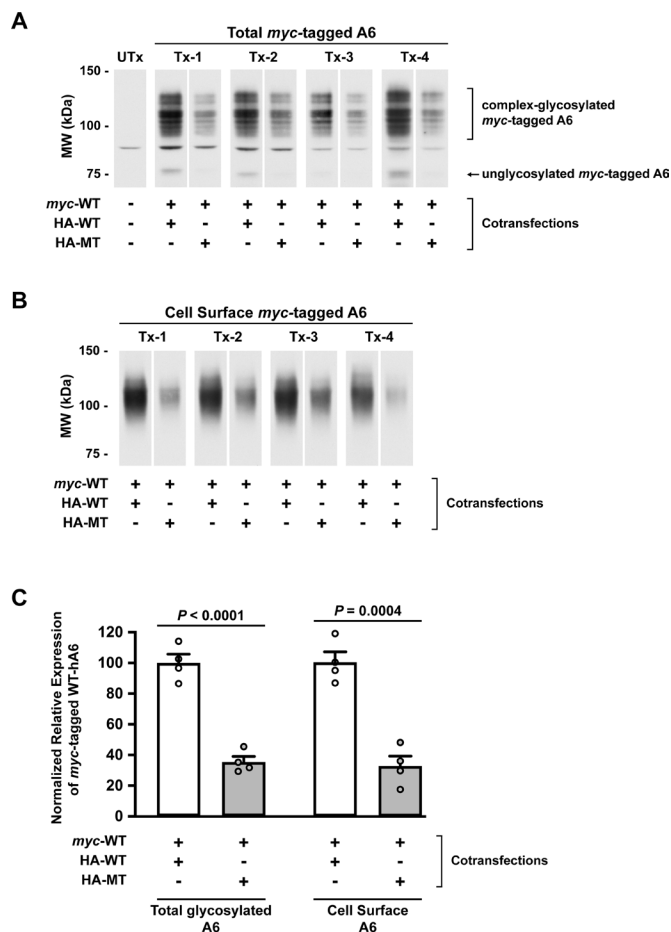 A
Total myc-tagged A6
UTx Tx-1 Tx-2 Tx-3 Tx-4
MW (kDa)
150 -
100 -
75 -
complex-glycosylated
myc-tagged A6
← unglycosylated myc-tagged A6
myc-WT - + + + + + + + +
HA-WT - + - + - + - + -
HA-MT - - + - + - + - +
Cotransfections
B
Cell Surface myc-tagged A6
Tx-1 Tx-2 Tx-3 Tx-4
MW (kDa)
150 -
100 -
75 -
myc-WT + + + + + + + +
HA-WT + - + - + - + -
HA-MT - + - + - + - +
Cotransfections
C
P < 0.0001 P = 0.0004
Normalized Relative Expression
of myc-tagged WT-hA6
120
100
80
60
40
20
0
myc-WT + + + +
HA-WT + - + -
HA-MT - + - +
Cotransfections
Total glycosylated
A6
Cell Surface
A6